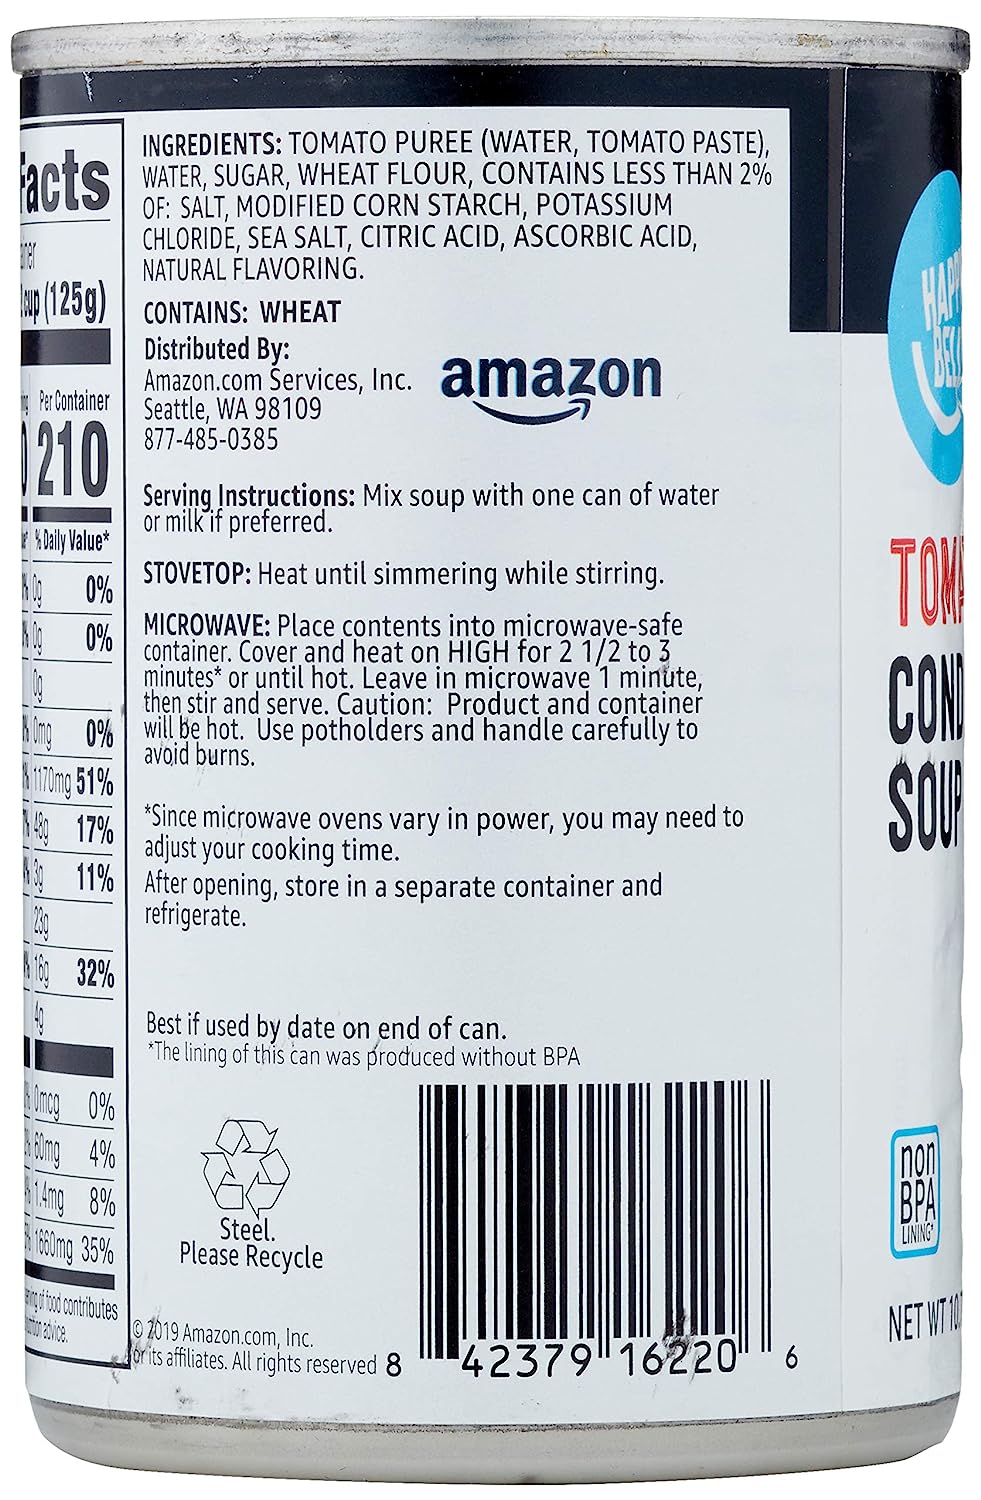 Facts
cup (125g)
Per Container
210
% Daily Value*
0g 0%
0g 0%
0g
0mg 0%
1170mg 51%
48g 17%
3g 11%
23g
16g 32%
4g
0mcg 0%
60mg 4%
1.4mg 8%
1660mg 35%
of food contributes
advice.
INGREDIENTS: TOMATO PUREE (WATER, TOMATO PASTE),
WATER, SUGAR, WHEAT FLOUR, CONTAINS LESS THAN 2%
OF: SALT, MODIFIED CORN STARCH, POTASSIUM
CHLORIDE, SEA SALT, CITRIC ACID, ASCORBIC ACID,
NATURAL FLAVORING.
CONTAINS: WHEAT
Distributed By:
Amazon.com Services, Inc.
Seattle, WA 98109
877-485-0385
amazon
Serving Instructions: Mix soup with one can of water
or milk if preferred.
STOVETOP: Heat until simmering while stirring.
MICROWAVE: Place contents into microwave-safe
container. Cover and heat on HIGH for 2 1/2 to 3
minutes* or until hot. Leave in microwave 1 minute,
then stir and serve. Caution: Product and container
will be hot. Use potholders and handle carefully to
avoid burns.
*Since microwave ovens vary in power, you may need to
adjust your cooking time.
After opening, store in a separate container and
refrigerate.
Best if used by date on end of can.
*The lining of this can was produced without BPA
Steel.
Please Recycle
© 2019 Amazon.com, Inc.
or its affiliates. All rights reserved
8 42379 16220 6
HAPP
BEL
TOMA
COND
SOUP
non
BPA
LINING*
NET WT 10.